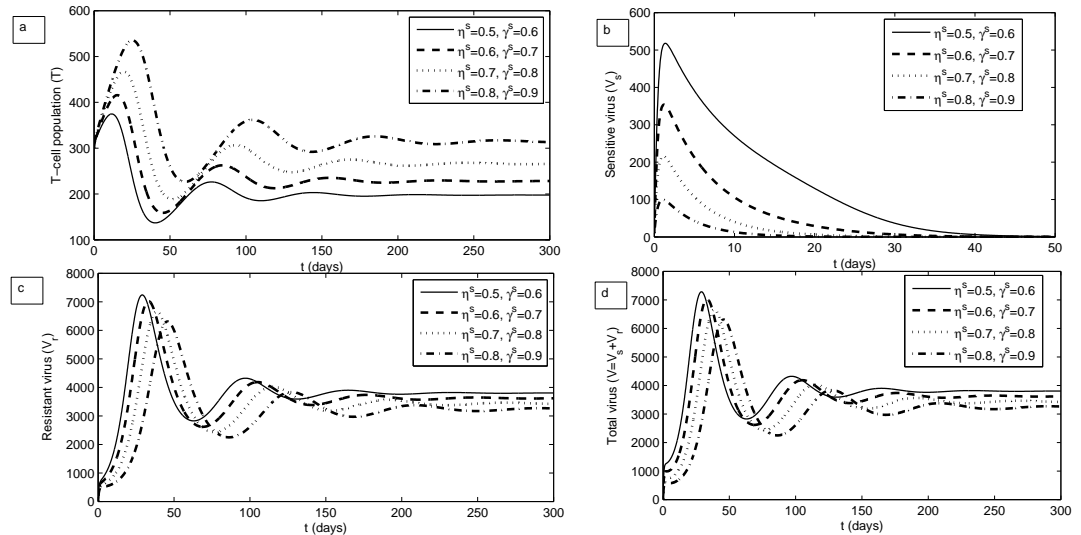 a
600
500
400
300
200
100
0 50 100 150 200 250 300
T−cell population (T)
t (days)
η^s=0.5, γ^s=0.6
η^s=0.6, γ^s=0.7
η^s=0.7, γ^s=0.8
η^s=0.8, γ^s=0.9
b
600
500
400
300
200
100
0
0 10 20 30 40 50
Sensitive virus (V_s)
t (days)
η^s=0.5, γ^s=0.6
η^s=0.6, γ^s=0.7
η^s=0.7, γ^s=0.8
η^s=0.8, γ^s=0.9
c
8000
7000
6000
5000
4000
3000
2000
1000
0
0 50 100 150 200 250 300
Resistant virus (V_r)
t (days)
η^s=0.5, γ^s=0.6
η^s=0.6, γ^s=0.7
η^s=0.7, γ^s=0.8
η^s=0.8, γ^s=0.9
d
8000
7000
6000
5000
4000
3000
2000
1000
0
0 50 100 150 200 250 300
Total virus (V=V_s+V_r)
t (days)
η^s=0.5, γ^s=0.6
η^s=0.6, γ^s=0.7
η^s=0.7, γ^s=0.8
η^s=0.8, γ^s=0.9